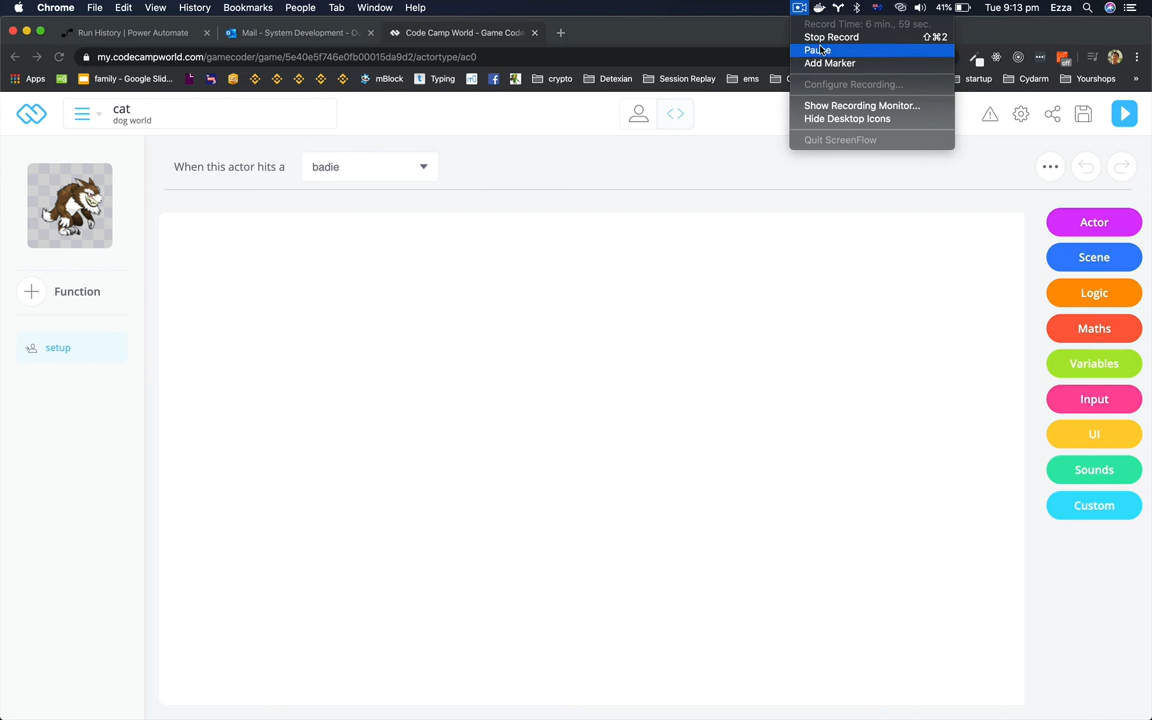 Chrome File Edit View History Bookmarks People Tab Window Help
41% Tue 9:13 pm Ezza
Record Time: 6 min., 59 sec.
Stop Record ⇧⌘2
Pause
Add Marker
Configure Recording...
Show Recording Monitor...
Hide Desktop Icons
Quit ScreenFlow
Run History | Power Automate
Mail - System Development - O
Code Camp World - Game Code
my.codecampworld.com/gamecoder/game/5e40e5f746e0fb00015da9d2/actortype/ac0
off
Apps
family - Google Slid...
mBlock
Typing
crypto
Detexian
Session Replay
ems
startup
Cydarm
Yourshops
»
cat
dog world
When this actor hits a
badie
Function
setup
Actor
Scene
Logic
Maths
Variables
Input
UI
Sounds
Custom